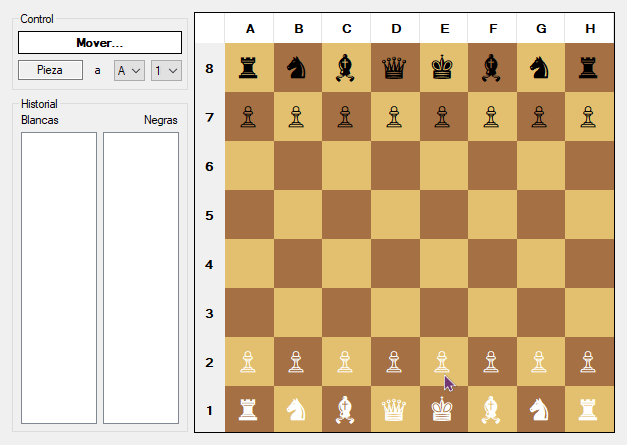 Control
Mover...
Pieza a A 1
Historial
Blancas Negras
A B C D E F G H
8
7
6
5
4
3
2
1